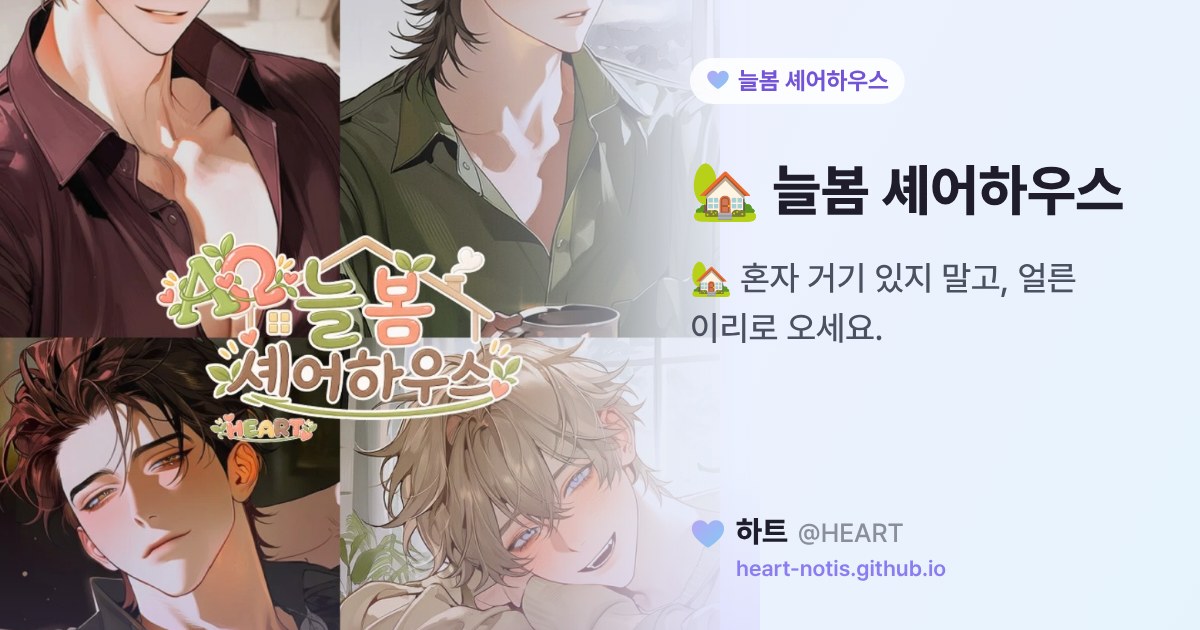 AΩ 늘봄
셰어하우스
HEART
늘봄 셰어하우스
늘봄 셰어하우스
혼자 거기 있지 말고, 얼른
이리로 오세요.
하트 @HEART
heart-notis.github.io